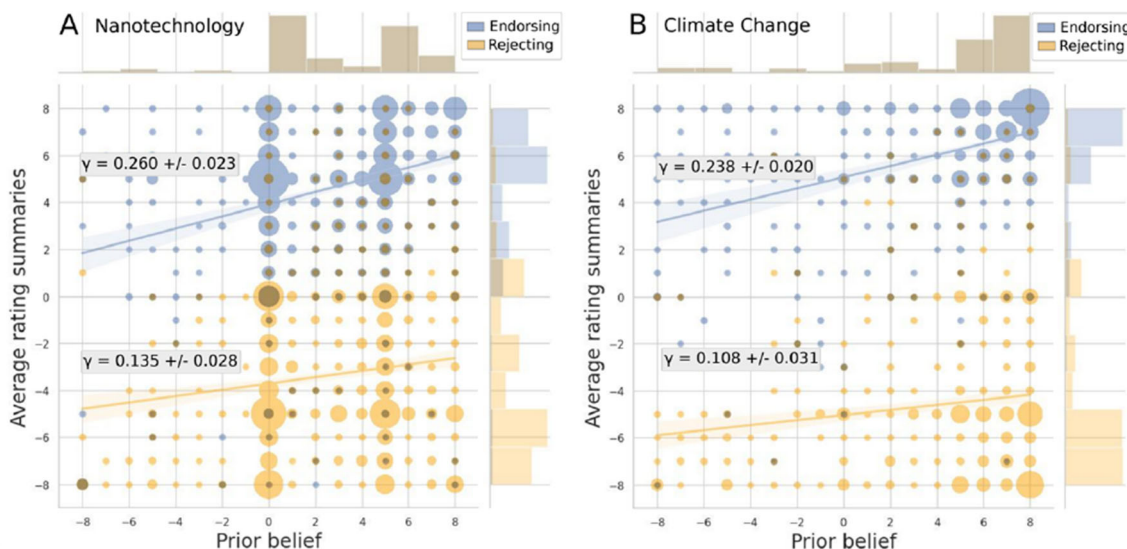 A Nanotechnology
Endorsing
Rejecting
8
6
4
2
0
−2
−4
−6
−8
Average rating summaries
γ = 0.260 +/- 0.023
γ = 0.135 +/- 0.028
−8 −6 −4 −2 0 2 4 6 8
Prior belief
B Climate Change
Endorsing
Rejecting
8
6
4
2
0
−2
−4
−6
−8
Average rating summaries
γ = 0.238 +/- 0.020
γ = 0.108 +/- 0.031
−8 −6 −4 −2 0 2 4 6 8
Prior belief